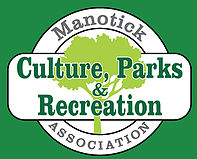 Manotick
Culture, Parks
&
Recreation
ASSOCIATION